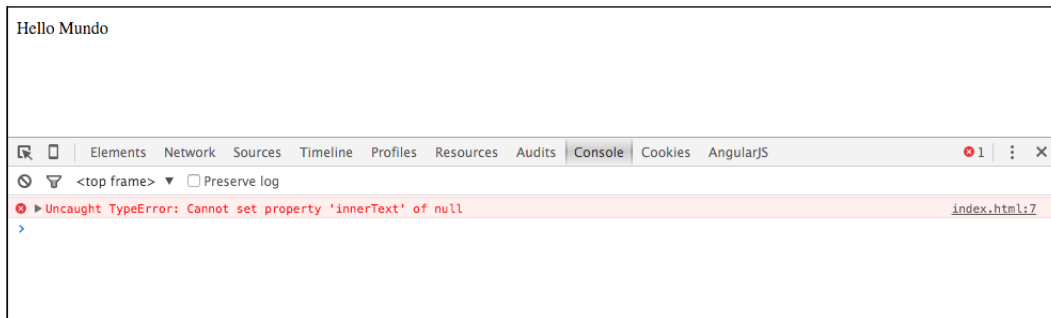 Hello Mundo
Elements Network Sources Timeline Profiles Resources Audits Console Cookies AngularJS 1
<top frame> ▼ Preserve log
Uncaught TypeError: Cannot set property 'innerText' of null index.html:7
>